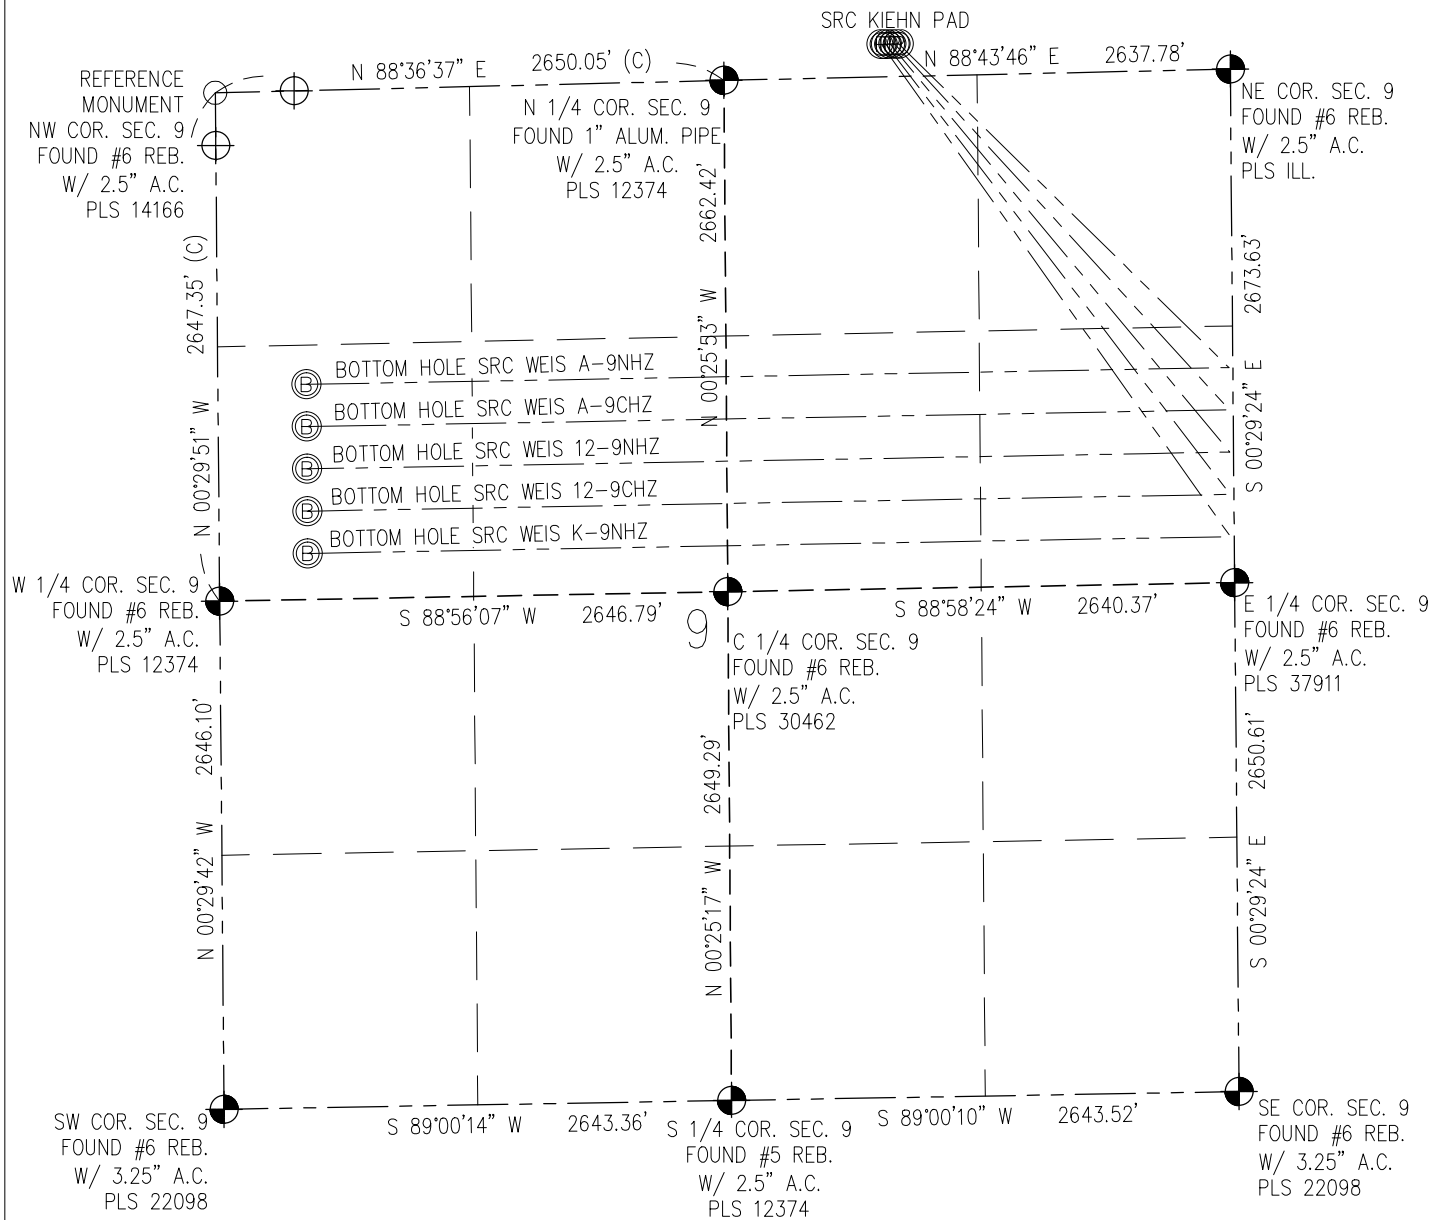 SRC KIEHN PAD
N 88°36'37" E 2650.05' (C)
N 88°43'46" E 2637.78'
REFERENCE
MONUMENT
NW COR. SEC. 9
FOUND #6 REB.
W/ 2.5" A.C.
PLS 14166
N 1/4 COR. SEC. 9
FOUND 1" ALUM. PIPE
W/ 2.5" A.C.
PLS 12374
NE COR. SEC. 9
FOUND #6 REB.
W/ 2.5" A.C.
PLS ILL.
N 00°29'51" W 2647.35' (C)
N 00°25'53" W 2662.42'
2673.63' S 00°29'24" E
BOTTOM HOLE SRC WEIS A-9NHZ
B
BOTTOM HOLE SRC WEIS A-9CHZ
B
BOTTOM HOLE SRC WEIS 12-9NHZ
B
BOTTOM HOLE SRC WEIS 12-9CHZ
B
BOTTOM HOLE SRC WEIS K-9NHZ
B
W 1/4 COR. SEC. 9
FOUND #6 REB.
W/ 2.5" A.C.
PLS 12374
S 88°56'07" W 2646.79'
9
C 1/4 COR. SEC. 9
FOUND #6 REB.
W/ 2.5" A.C.
PLS 30462
S 88°58'24" W 2640.37'
E 1/4 COR. SEC. 9
FOUND #6 REB.
W/ 2.5" A.C.
PLS 37911
N 00°29'42" W 2646.10'
N 00°25'17" W 2649.29'
S 00°29'24" E 2650.61'
SW COR. SEC. 9
FOUND #6 REB.
W/ 3.25" A.C.
PLS 22098
S 89°00'14" W 2643.36'
S 1/4 COR. SEC. 9
FOUND #5 REB.
W/ 2.5" A.C.
PLS 12374
S 89°00'10" W 2643.52'
SE COR. SEC. 9
FOUND #6 REB.
W/ 3.25" A.C.
PLS 22098